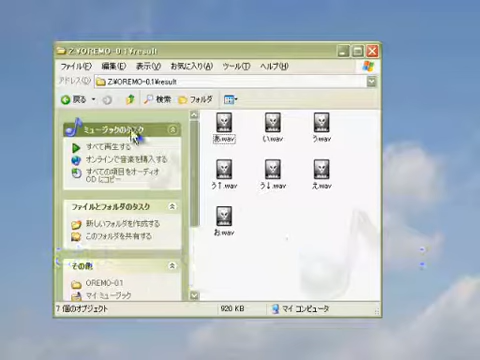 Z:¥OREMO-0.1¥result
ファイル(F) 編集(E) 表示(V) お気に入り(A) ツール(T) ヘルプ(H)
アドレス(D) Z:¥OREMO-0.1¥result
戻る 検索 フォルダ
ミュージックのタスク
すべて再生する
オンラインで音楽を購入する
すべての項目をオーディオ
CD にコピー
ファイルとフォルダのタスク
新しいフォルダを作成する
このフォルダを共有する
その他
OREMO-0.1
マイ ミュージック
あ.wav い.wav う.wav
う↑.wav う↓.wav え.wav
お.wav
7 個のオブジェクト 920 KB マイ コンピュータ